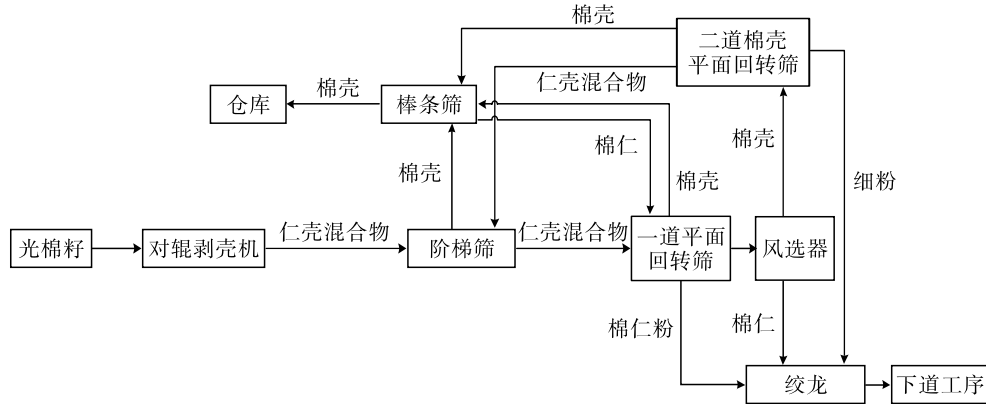 棉壳
二道棉壳
平面回转筛
仁壳混合物
仓库
棉壳
棒条筛
棉仁
棉壳
棉壳
棉壳
细粉
光棉籽
对辊剥壳机
仁壳混合物
阶梯筛
仁壳混合物
一道平面
回转筛
风选器
棉仁粉
棉仁
绞龙
下道工序